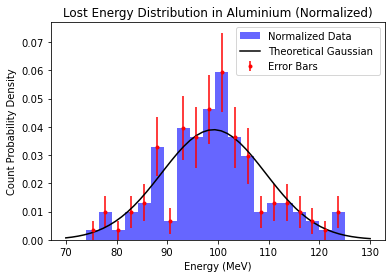 Lost Energy Distribution in Aluminium (Normalized)
Normalized Data
Theoretical Gaussian
Error Bars
Count Probability Density
0.07
0.06
0.05
0.04
0.03
0.02
0.01
0.00
70 80 90 100 110 120 130
Energy (MeV)